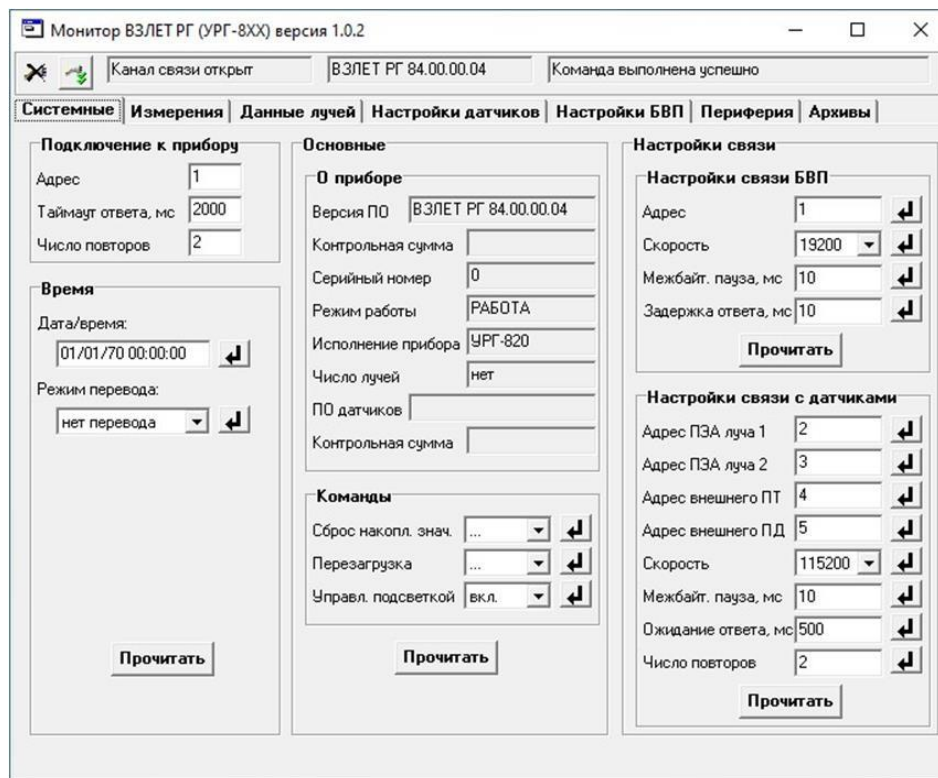 Монитор ВЗЛЕТ РГ (УРГ-8ХХ) версия 1.0.2
Канал связи открыт
ВЗЛЕТ РГ 84.00.00.04
Команда выполнена успешно
Системные
Измерения
Данные лучей
Настройки датчиков
Настройки БВП
Периферия
Архивы
Подключение к прибору
Адрес 1
Таймаут ответа, мс 2000
Число повторов 2
Время
Дата/время:
01/01/70 00:00:00
Режим перевода:
нет перевода
Прочитать
Основные
О приборе
Версия ПО ВЗЛЕТ РГ 84.00.00.04
Контрольная сумма
Серийный номер 0
Режим работы РАБОТА
Исполнение прибора УРГ-820
Число лучей нет
ПО датчиков
Контрольная сумма
Команды
Сброс накопл. знач. ...
Перезагрузка ...
Управл. подсветкой вкл.
Прочитать
Настройки связи
Настройки связи БВП
Адрес 1
Скорость 19200
Межбайт. пауза, мс 10
Задержка ответа, мс 10
Прочитать
Настройки связи с датчиками
Адрес ПЗА луча 1 2
Адрес ПЗА луча 2 3
Адрес внешнего ПТ 4
Адрес внешнего ПД 5
Скорость 115200
Межбайт. пауза, мс 10
Ожидание ответа, мс 500
Число повторов 2
Прочитать